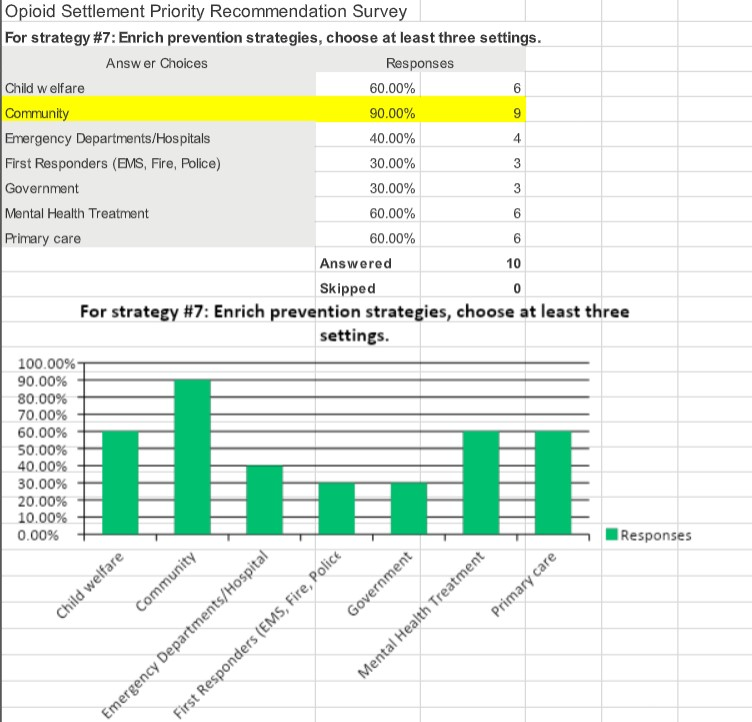 Opioid Settlement Priority Recommendation Survey
For strategy #7: Enrich prevention strategies, choose at least three settings.
Answer Choices Responses
Child welfare 60.00% 6
Community 90.00% 9
Emergency Departments/Hospitals 40.00% 4
First Responders (EMS, Fire, Police) 30.00% 3
Government 30.00% 3
Mental Health Treatment 60.00% 6
Primary care 60.00% 6
Answered 10
Skipped 0
For strategy #7: Enrich prevention strategies, choose at least three
settings.
100.00%
90.00%
80.00%
70.00%
60.00%
50.00%
40.00%
30.00%
20.00%
10.00%
0.00%
Responses
Child welfare
Community
Emergency Departments/Hospital
First Responders (EMS, Fire, Police
Government
Mental Health Treatment
Primary care